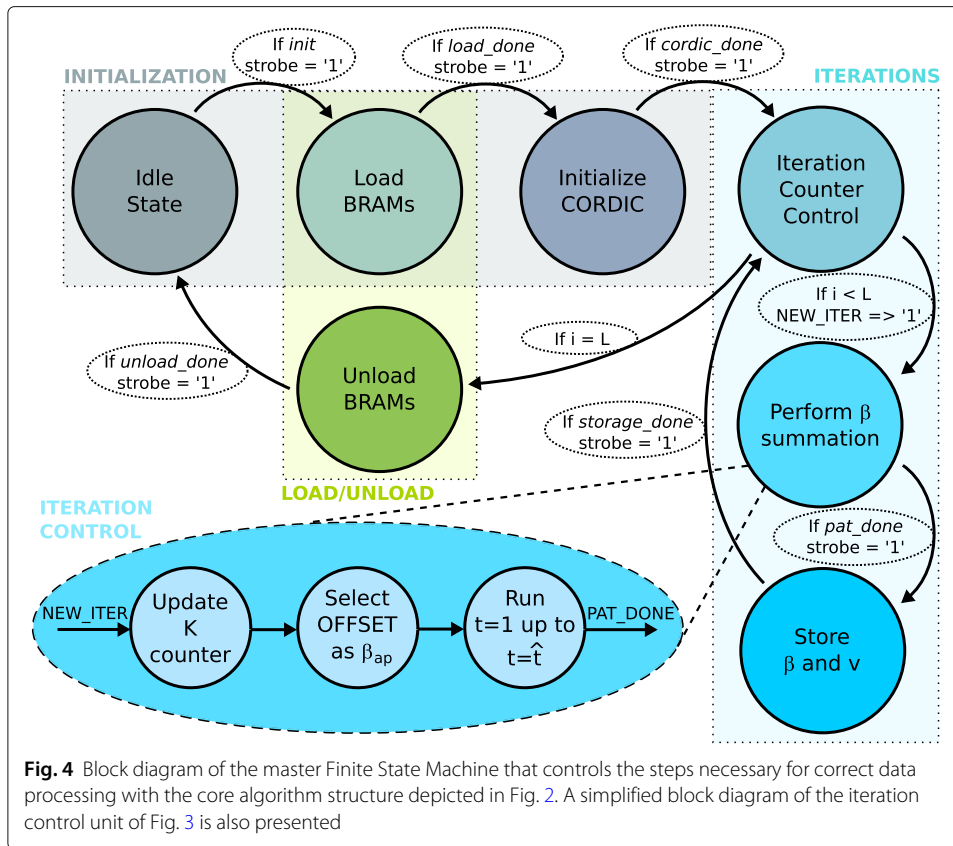 If init
strobe = '1'
If load_done
strobe = '1'
If cordic_done
strobe = '1'
INITIALIZATION
ITERATIONS
Idle
State
Load
BRAMs
Initialize
CORDIC
Iteration
Counter
Control
If i < L
NEW_ITER => '1'
If i = L
If unload_done
strobe = '1'
Unload
BRAMs
If storage_done
strobe = '1'
Perform β
summation
LOAD/UNLOAD
ITERATION
CONTROL
If pat_done
strobe = '1'
NEW_ITER
Update
K
counter
Select
OFFSET
as βap
Run
t=1 up to
t=t̂
PAT_DONE
Store
β and v
Fig. 4 Block diagram of the master Finite State Machine that controls the steps necessary for correct data
processing with the core algorithm structure depicted in Fig. 2. A simplified block diagram of the iteration
control unit of Fig. 3 is also presented